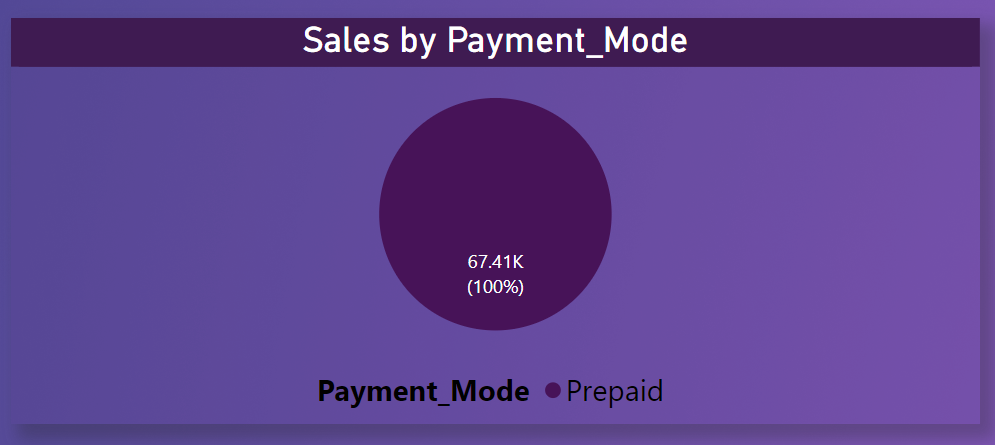 Sales by Payment_Mode
67.41K
(100%)
Payment_Mode Prepaid